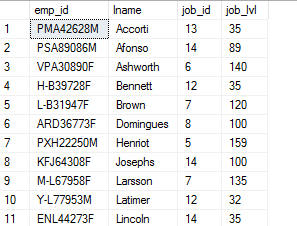 emp_id lname job_id job_lvl
1 PMA42628M Accorti 13 35
2 PSA89086M Afonso 14 89
3 VPA30890F Ashworth 6 140
4 H-B39728F Bennett 12 35
5 L-B31947F Brown 7 120
6 ARD36773F Domingues 8 100
7 PXH22250M Henriot 5 159
8 KFJ64308F Josephs 14 100
9 M-L67958F Larsson 7 135
10 Y-L77953M Latimer 12 32
11 ENL44273F Lincoln 14 35